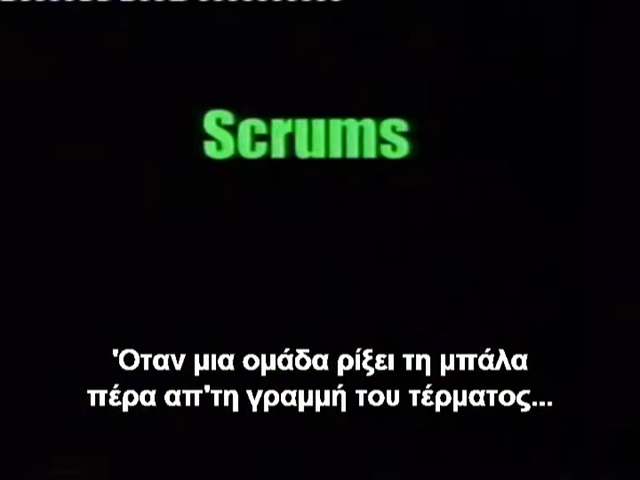 Scrums
'Όταν μια ομάδα ρίξει τη μπάλα
πέρα απ'τη γραμμή του τέρματος...